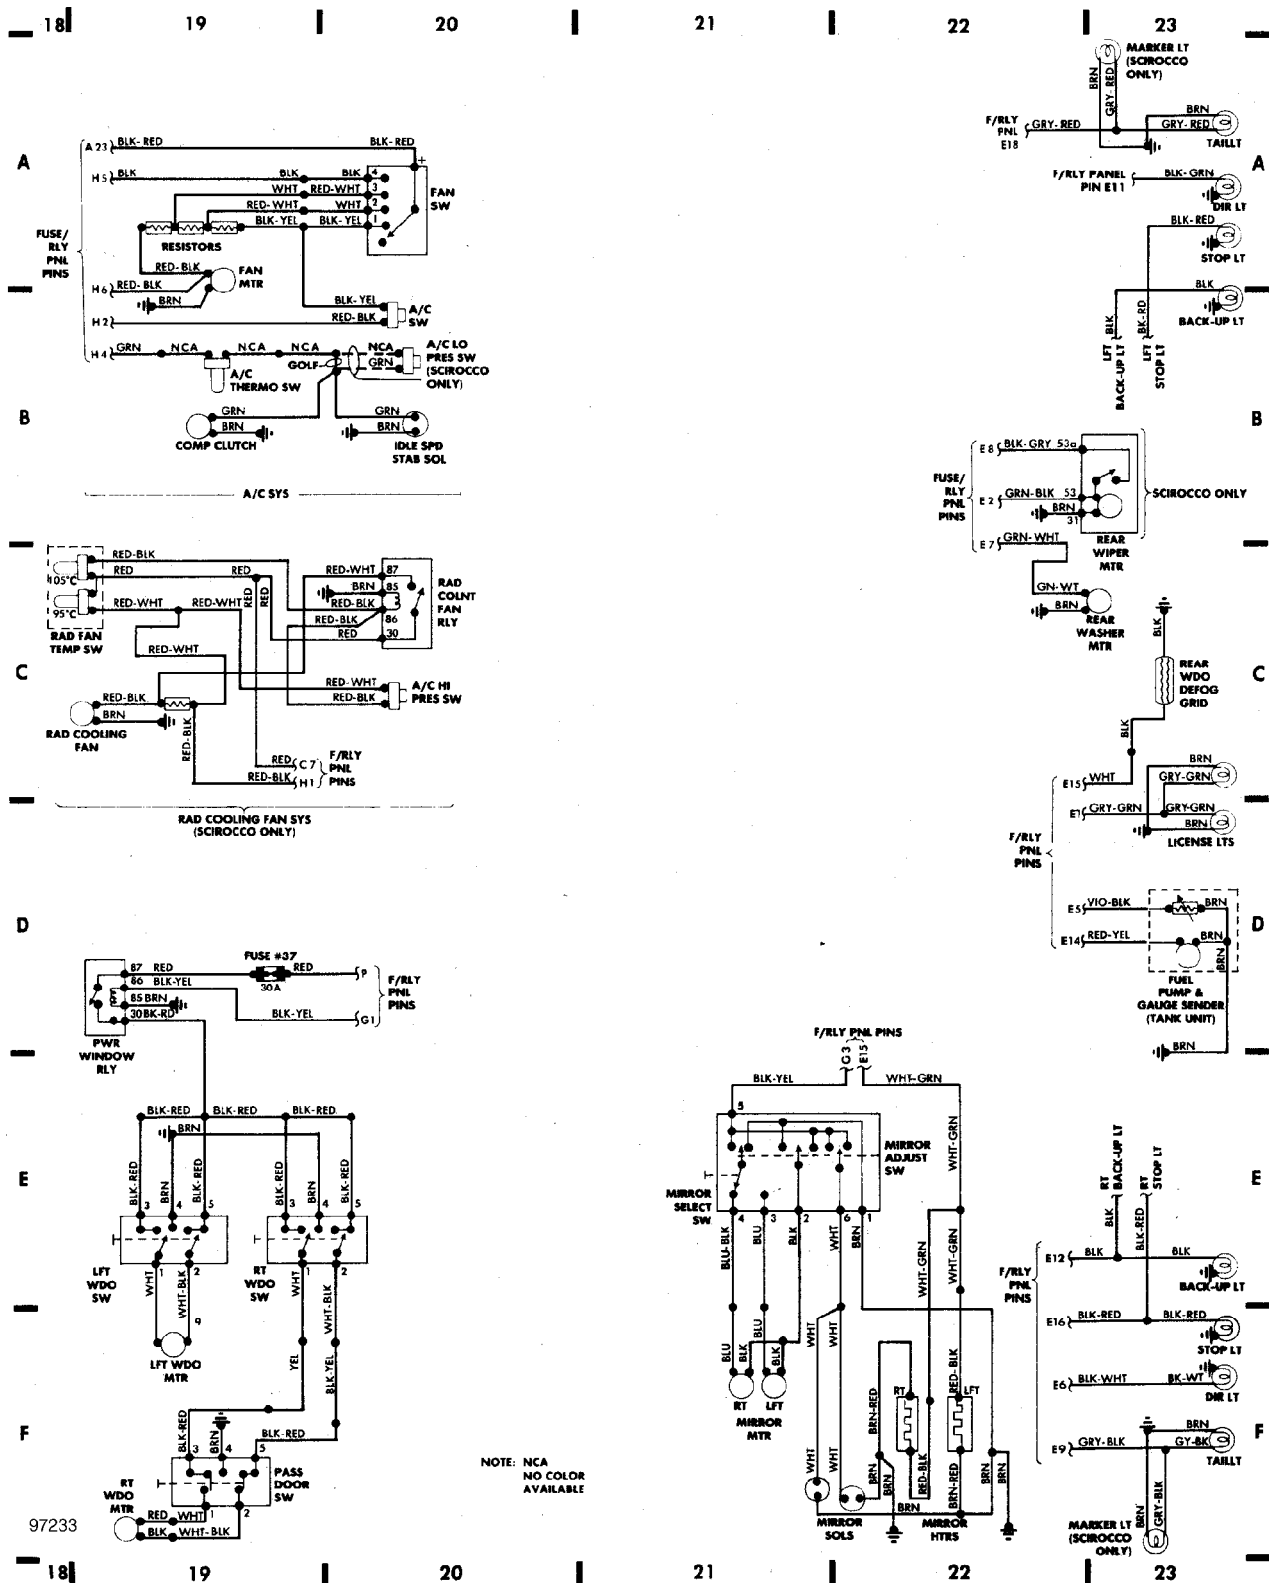 18 19 20 21 22 23
A
B
C
D
E
F
FUSE/
RLY
PNL
PINS
A23 BLK-RED BLK-RED
H5 BLK BLK BLK 4
WHT RED-WHT 3
RED-WHT WHT 2
BLK-YEL BLK-YEL 1
+
FAN
SW
RESISTORS
RED-BLK
FAN
MTR
H6 RED-BLK
BRN
BLK-YEL
H2 RED-BLK
A/C
SW
H4 GRN NCA NCA NCA NCA
GOLF GRN
A/C LO
PRES SW
(SCIROCCO
ONLY)
A/C
THERMO SW
GRN GRN
BRN BRN
COMP CLUTCH
IDLE SPD
STAB SOL
A/C SYS
RED-BLK
RED RED
105°C
95°C
RED-WHT RED-WHT
RED
RED
RAD FAN
TEMP SW
RED-WHT
RED-WHT 87
BRN 85
RED-BLK
RED-BLK 86
RED 30
RAD
COLNT
FAN
RLY
RED-WHT
RED-BLK
A/C HI
PRES SW
RED-BLK
BRN
RAD COOLING
FAN
RED-BLK
RED C7
RED-BLK H1
F/RLY
PNL
PINS
RAD COOLING FAN SYS
(SCIROCCO ONLY)
FUSE #37
87 RED RED P
30A
86 BLK-YEL
85 BRN
30 BK-RD
BLK-YEL G1
F/RLY
PNL
PINS
PWR
WINDOW
RLY
BLK-RED BLK-RED BLK-RED
BRN
BLK-RED BRN BLK-RED BLK-RED BRN BLK-RED
3 4 5 3 4 5
LFT
WDO
SW
RT
WDO
SW
1 2 1 2
WHT WHT-BLK WHT WHT-BLK
9
LFT WDO
MTR
YEL BLK-YEL
BLK-RED BRN BLK-RED
3 4 5
PASS
DOOR
SW
1 2
RT
WDO
MTR
RED WHT
BLK WHT-BLK
97233
NOTE: NCA
NO COLOR
AVAILABLE
MARKER LT
(SCIROCCO
ONLY)
BRN
GRY-RED
F/RLY
PNL
E18
GRY-RED
BRN
GRY-RED
TAILLT
F/RLY PANEL
PIN E11
BLK-GRN
DIR LT
BLK-RED
STOP LT
BLK
BACK-UP LT
BLK
BK-RD
LFT
BACK-UP LT
LFT
STOP LT
FUSE/
RLY
PNL
PINS
E8 BLK-GRY 53a
E2 GRN-BLK 53
BRN
31
E7 GRN-WHT
SCIROCCO ONLY
REAR
WIPER
MTR
GN-WT
BRN
REAR
WASHER
MTR
BLK
REAR
WDO
DEFOG
GRID
BLK
E15 WHT
BRN
GRY-GRN
E1 GRY-GRN GRY-GRN
BRN
LICENSE LTS
F/RLY
PNL
PINS
E5 VIO-BLK BRN
E14 RED-YEL BRN
BRN
FUEL
PUMP &
GAUGE SENDER
(TANK UNIT)
BRN
F/RLY PNL PINS
G3
E15
BLK-YEL WHT-GRN
5
MIRROR
ADJUST
SW
MIRROR
SELECT
SW
4 3 2 6 1
BLU-BLK BLU BLK WHT BRN
WHT-GRN
WHT-GRN
WHT-GRN
BLU BLK BLU BLK WHT WHT
RT LFT
MIRROR
MTR
BRN-RED
RT LFT
RED-BLK
WHT WHT
BRN BRN RED-BLK BRN-RED BRN BRN
BRN
MIRROR
SOLS
MIRROR
HTRS
RT
BACK-UP LT
RT
STOP LT
BLK
BLK-RED
F/RLY
PNL
PINS
E12 BLK BLK
BACK-UP LT
E16 BLK-RED BLK-RED
STOP LT
E6 BLK-WHT BK-WT
DIR LT
BRN
E9 GRY-BLK GY-BK
TAILLT
BRN
GRY-BLK
MARKER LT
(SCIROCCO
ONLY)
18 19 20 21 22 23